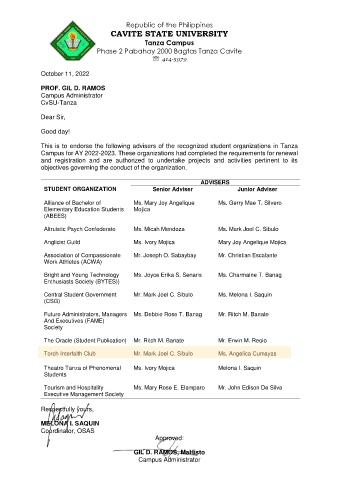 Republic of the Philippines
CAVITE STATE UNIVERSITY
Tanza Campus
Phase 2 Pabahay 2000 Bagtas Tanza Cavite
☏ 414-3979
October 11, 2022
PROF. GIL D. RAMOS
Campus Administrator
CvSU-Tanza
Dear Sir,
Good day!
This is to endorse the following advisers of the recognized student organizations in Tanza
Campus for AY 2022-2023. These organizations had completed the requirements for renewal
and registration and are authorized to undertake projects and activities pertinent to its
objectives governing the conduct of the organization.
ADVISERS
STUDENT ORGANIZATION Senior Adviser Junior Adviser
Alliance of Bachelor of Ms. Mary Joy Angelique Ms. Gerry Mae T. Silvero
Elementary Education Students Mojica
(ABEES)
Altruistic Psych Confederate Ms. Micah Mendoza Ms. Mark Joel C. Sibulo
Anglicist Guild Ms. Ivory Mojica Mary Joy Angelique Mojica
Association of Compassionate Mr. Joseph O. Sabaybay Mr. Christian Escalante
Work Athletes (ACWA)
Bright and Young Technology Ms. Joyce Erika S. Senaris Ms. Charmaine T. Banag
Enthusiasts Society (BYTES))
Central Student Government Mr. Mark Joel C. Sibulo Ms. Melona I. Saquin
(CSG)
Future Administrators, Managers Ms. Debbie Rose T. Banag Mr. Ritch M. Banate
And Executives (FAME)
Society
The Oracle (Student Publication) Mr. Ritch M. Banate Mr. Erwin M. Regio
Torch Interfaith Club Mr. Mark Joel C. Sibulo Ms. Angelica Cumayas
Theatro Tanza of Phenomenal Ms. Ivory Mojica Melona I. Saquin
Students
Tourism and Hospitality Ms. Mary Rose E. Elamparo Mr. John Edison De Silva
Executive Management Society
Respectfully yours,
MELONA I. SAQUIN
Coordinator, OSAS
Approved:
GIL D. RAMOS,
Campus Administrator